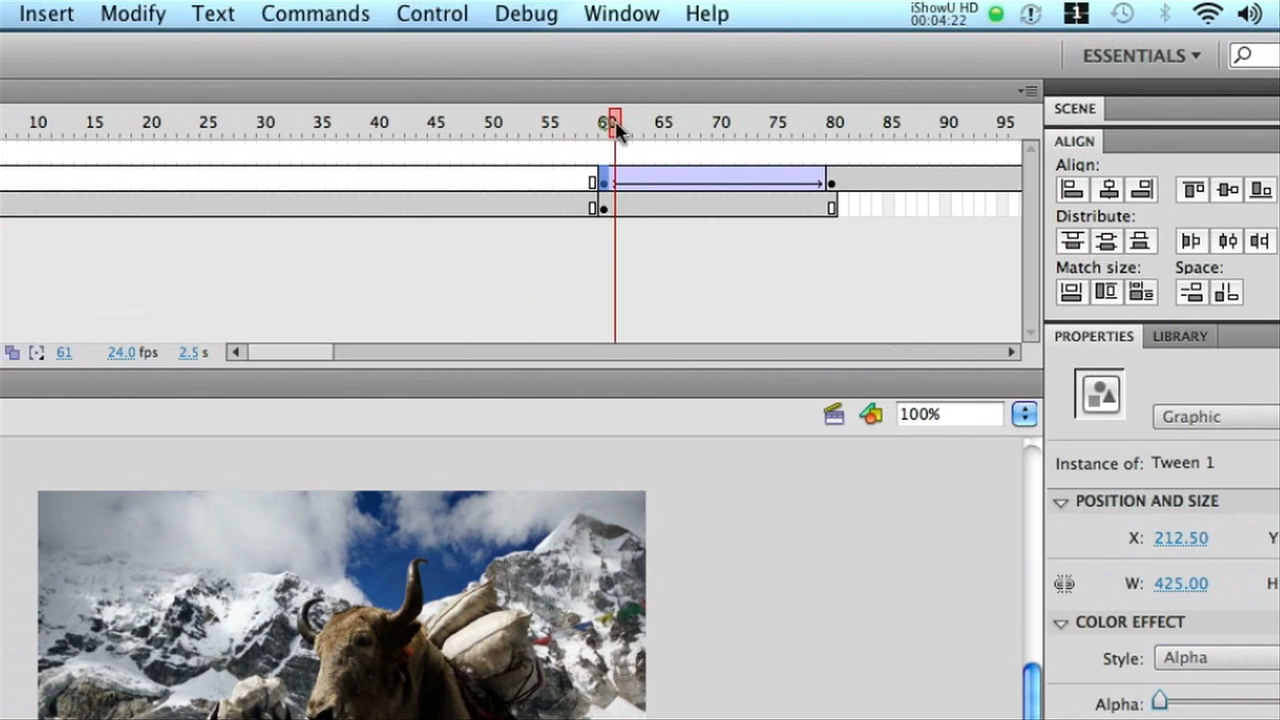 Insert Modify Text Commands Control Debug Window Help iShowU HD
00:04:22
1
ESSENTIALS
10 15 20 25 30 35 40 45 50 55 60 65 70 75 80 85 90 95
SCENE
ALIGN
Align:
Distribute:
Match size: Space:
61 24.0 fps 2.5 s
PROPERTIES LIBRARY
100%
Graphic
Instance of: Tween 1
POSITION AND SIZE
X: 212.50 Y
W: 425.00 H
COLOR EFFECT
Style: Alpha
Alpha: